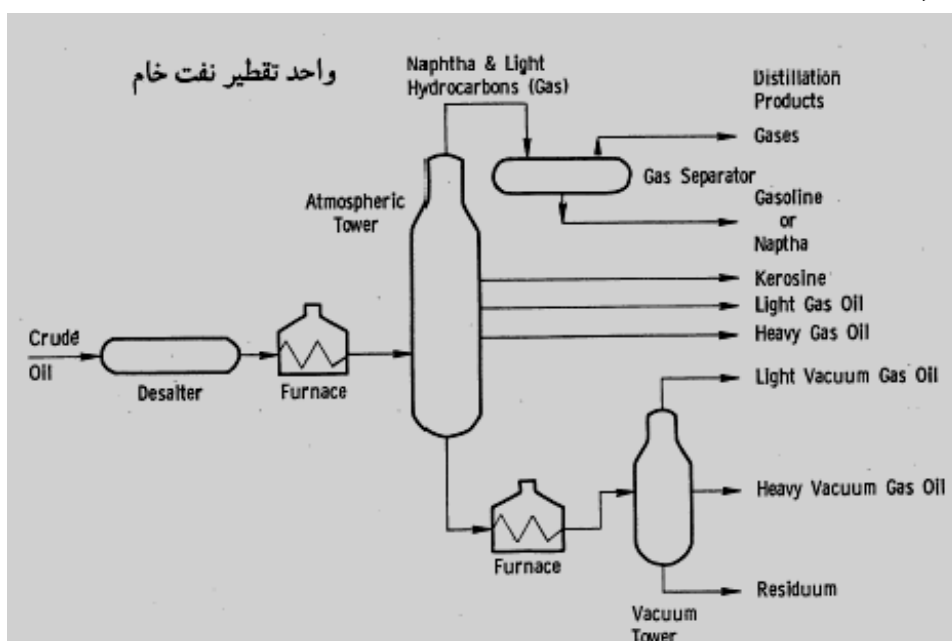 واحد تقطیر نفت خام
Naphtha & Light
Hydrocarbons (Gas)
Distillation
Products
Gases
Gas Separator
Atmospheric
Tower
Gasoline
or
Naptha
Kerosine
Light Gas Oil
Heavy Gas Oil
Crude
Oil
Desalter
Furnace
Light Vacuum Gas Oil
Heavy Vacuum Gas Oil
Furnace
Residuum
Vacuum
Tower